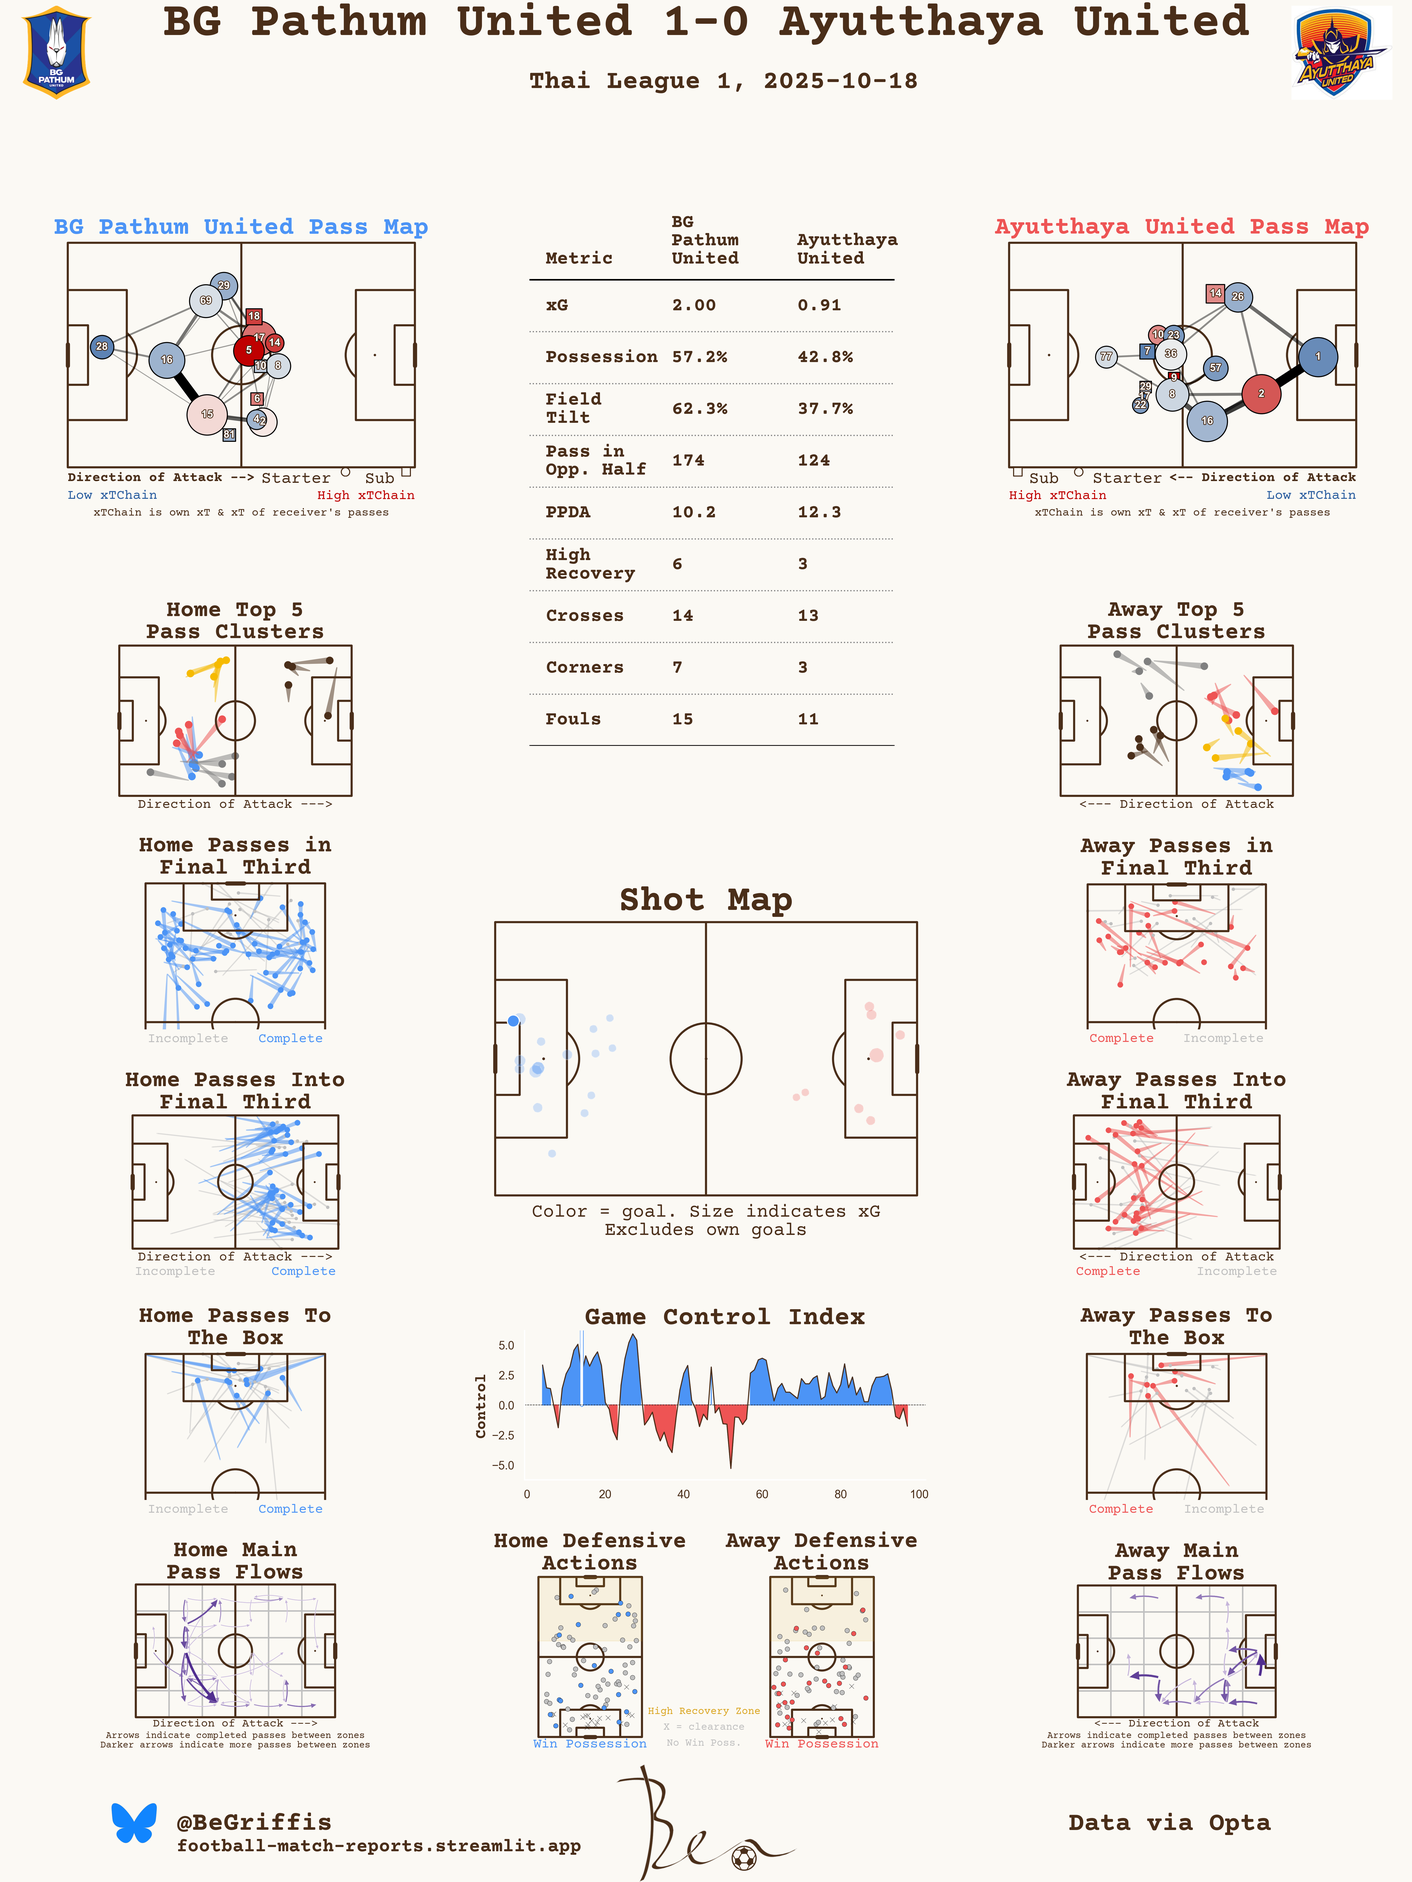 BG Pathum United 1-0 Ayutthaya United
Thai League 1, 2025-10-18
BG
PATHUM
UNITED
AYUTTHAYA
UNITED
BG Pathum United Pass Map
29
69
18
17
14
5
28
16
10
8
6
15
4
2
81
Direction of Attack --> Starter Sub
Low xTChain High xTChain
xTChain is own xT & xT of receiver's passes
Metric BG Pathum United Ayutthaya United
xG 2.00 0.91
Possession 57.2% 42.8%
Field Tilt 62.3% 37.7%
Pass in Opp. Half 174 124
PPDA 10.2 12.3
High Recovery 6 3
Crosses 14 13
Corners 7 3
Fouls 15 11
Ayutthaya United Pass Map
14
26
10
23
7
36
77
1
57
9
29
17
8
2
22
16
Sub Starter <-- Direction of Attack
High xTChain Low xTChain
xTChain is own xT & xT of receiver's passes
Home Top 5
Pass Clusters
Direction of Attack --->
Away Top 5
Pass Clusters
<--- Direction of Attack
Home Passes in
Final Third
Incomplete Complete
Away Passes in
Final Third
Complete Incomplete
Shot Map
Color = goal. Size indicates xG
Excludes own goals
Home Passes Into
Final Third
Direction of Attack --->
Incomplete Complete
Away Passes Into
Final Third
<--- Direction of Attack
Complete Incomplete
Home Passes To
The Box
Incomplete Complete
Game Control Index
Control
5.0
2.5
0.0
−2.5
−5.0
0 20 40 60 80 100
Away Passes To
The Box
Complete Incomplete
Home Main
Pass Flows
Direction of Attack --->
Arrows indicate completed passes between zones
Darker arrows indicate more passes between zones
Home Defensive
Actions
Win Possession
Away Defensive
Actions
Win Possession
High Recovery Zone
X = clearance
No Win Poss.
Away Main
Pass Flows
<--- Direction of Attack
Arrows indicate completed passes between zones
Darker arrows indicate more passes between zones
@BeGriffis
football-match-reports.streamlit.app
Ben
Data via Opta